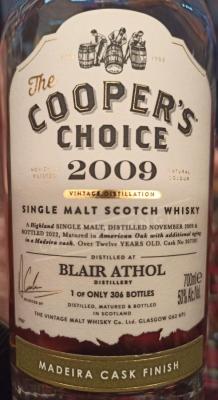 The
COOPER'S
CHOICE
2009
VINTAGE DISTILLATION
SINGLE MALT SCOTCH WHISKY
A Highland SINGLE MALT, DISTILLED NOVEMBER 2009 &
BOTTLED 2022, Matured in American Oak with additional aging
in a Madeira cask. Over Twelve YEARS OLD.
DISTILLED AT
BLAIR ATHOL
DISTILLERY
1 OF ONLY 306 BOTTLES
DISTILLED, MATURED & BOTTLED
IN SCOTLAND
THE VINTAGE MALT WHISKY Co. Ltd. GLASGOW G62
700ml e
MADEIRA CASK FINISH